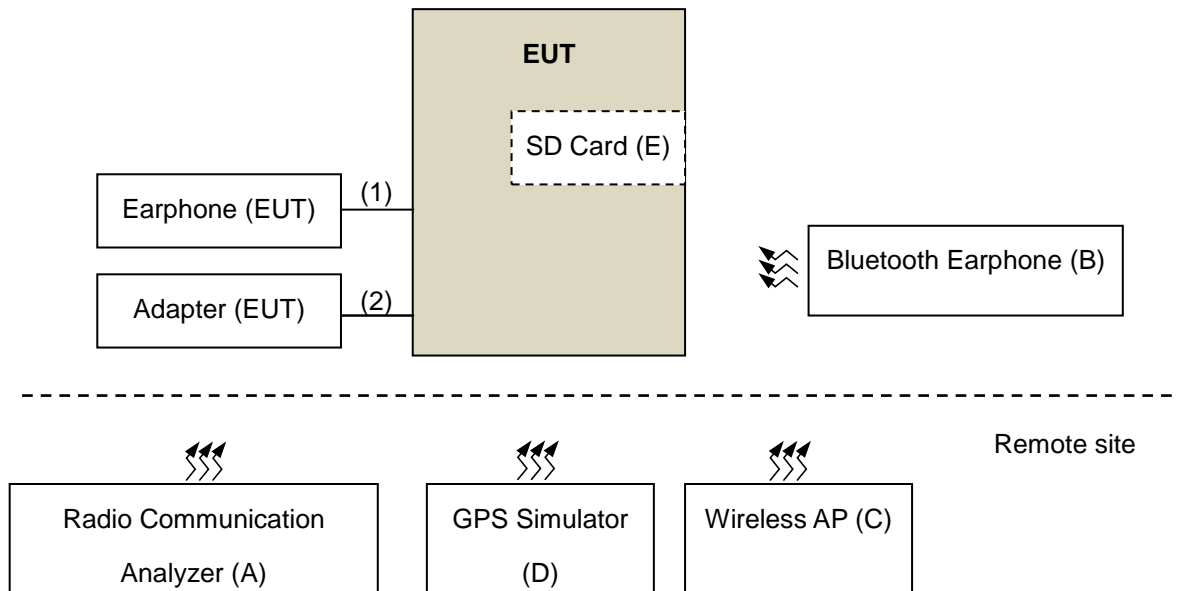 EUT
SD Card (E)
(1)
Earphone (EUT)
Bluetooth Earphone (B)
(2)
Adapter (EUT)
Remote site
Radio Communication
Analyzer (A)
GPS Simulator
(D)
Wireless AP (C)